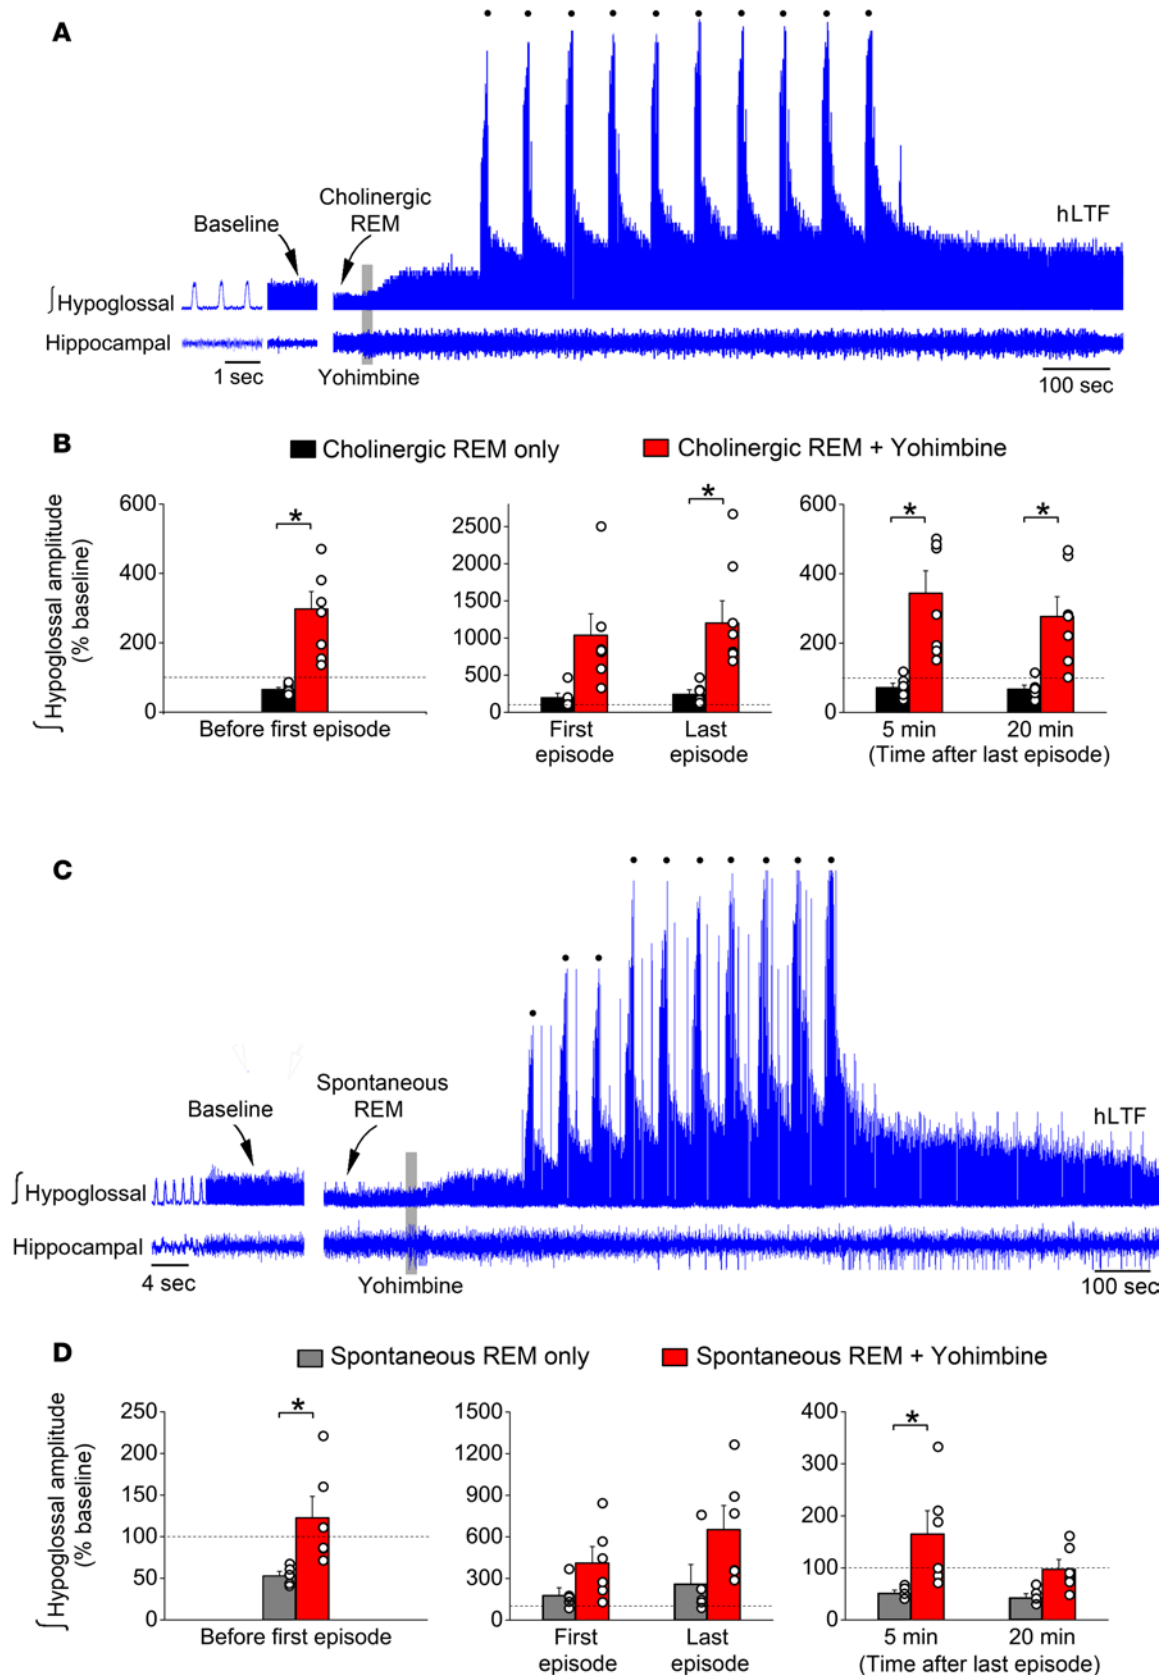 A
Cholinergic
REM
Baseline
hLTF
∫Hypoglossal
Hippocampal
1 sec
Yohimbine
100 sec
B
Cholinergic REM only
Cholinergic REM + Yohimbine
∫ Hypoglossal amplitude
(% baseline)
600
400
200
0
*
Before first episode
2500
2000
1500
1000
500
0
*
First
episode
Last
episode
600
400
200
0
*
*
5 min
20 min
(Time after last episode)
C
Spontaneous
REM
Baseline
hLTF
∫Hypoglossal
Hippocampal
4 sec
Yohimbine
100 sec
D
Spontaneous REM only
Spontaneous REM + Yohimbine
∫ Hypoglossal amplitude
(% baseline)
250
200
150
100
50
0
*
Before first episode
1500
1200
900
600
300
0
First
episode
Last
episode
400
300
200
100
0
*
5 min
20 min
(Time after last episode)